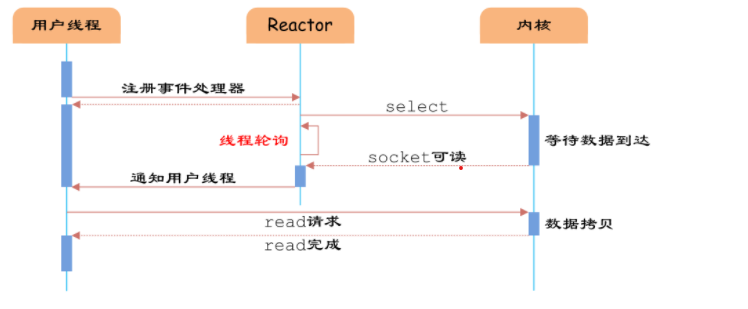 用户线程
Reactor
内核
注册事件处理器
select
线程轮询
等待数据到达
socket可读
通知用户线程
read请求
数据拷贝
read完成